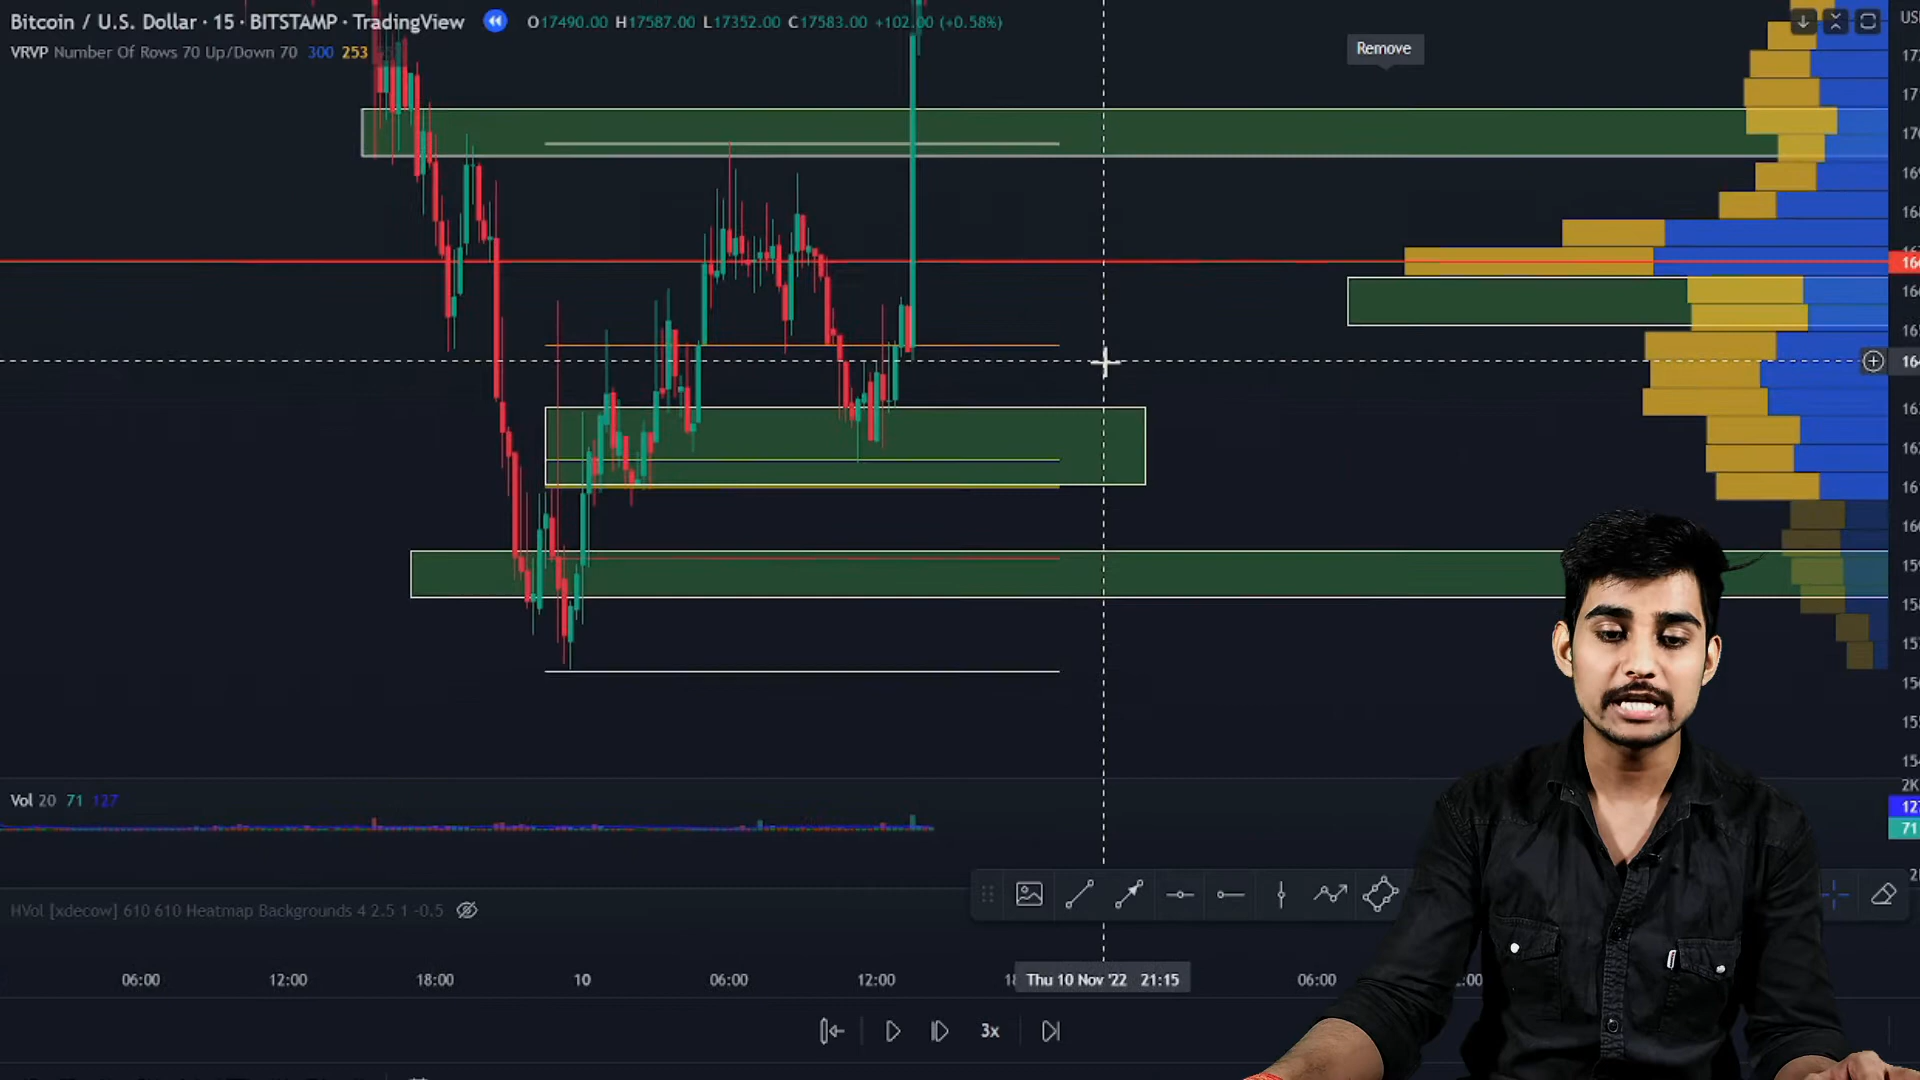 Bitcoin / U.S. Dollar · 15 · BITSTAMP · TradingView O17490.00 H17587.00 L17352.00 C17583.00 +102.00 (+0.58%)
VRVP Number Of Rows 70 Up/Down 70 300 253
Remove
Vol 20 71 127
2K
127
71
HVol [xdecow] 610 610 Heatmap Backgrounds 4 2.5 1 -0.5
06:00 12:00 18:00 10 06:00 12:00 Thu 10 Nov '22 21:15 06:00
3x